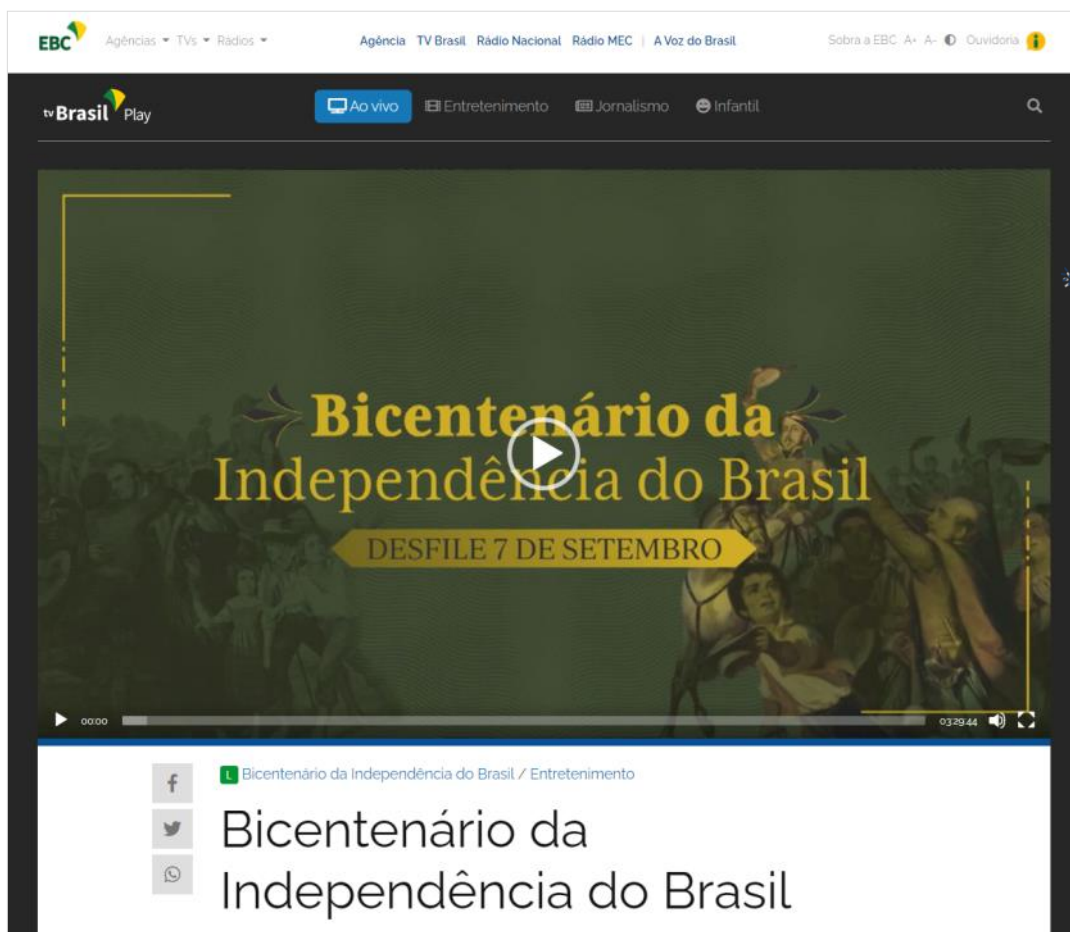 EBC Agências TVs Rádios Agência TV Brasil Rádio Nacional Rádio MEC | A Voz do Brasil Sobra a EBC A+ A- Ouvidoria i
tv Brasil Play Ao vivo Entretenimento Jornalismo Infantil
Bicentenário da
Independência do Brasil
DESFILE 7 DE SETEMBRO
00:00 03:29:44
L Bicentenário da Independência do Brasil / Entretenimento
Bicentenário da
Independência do Brasil